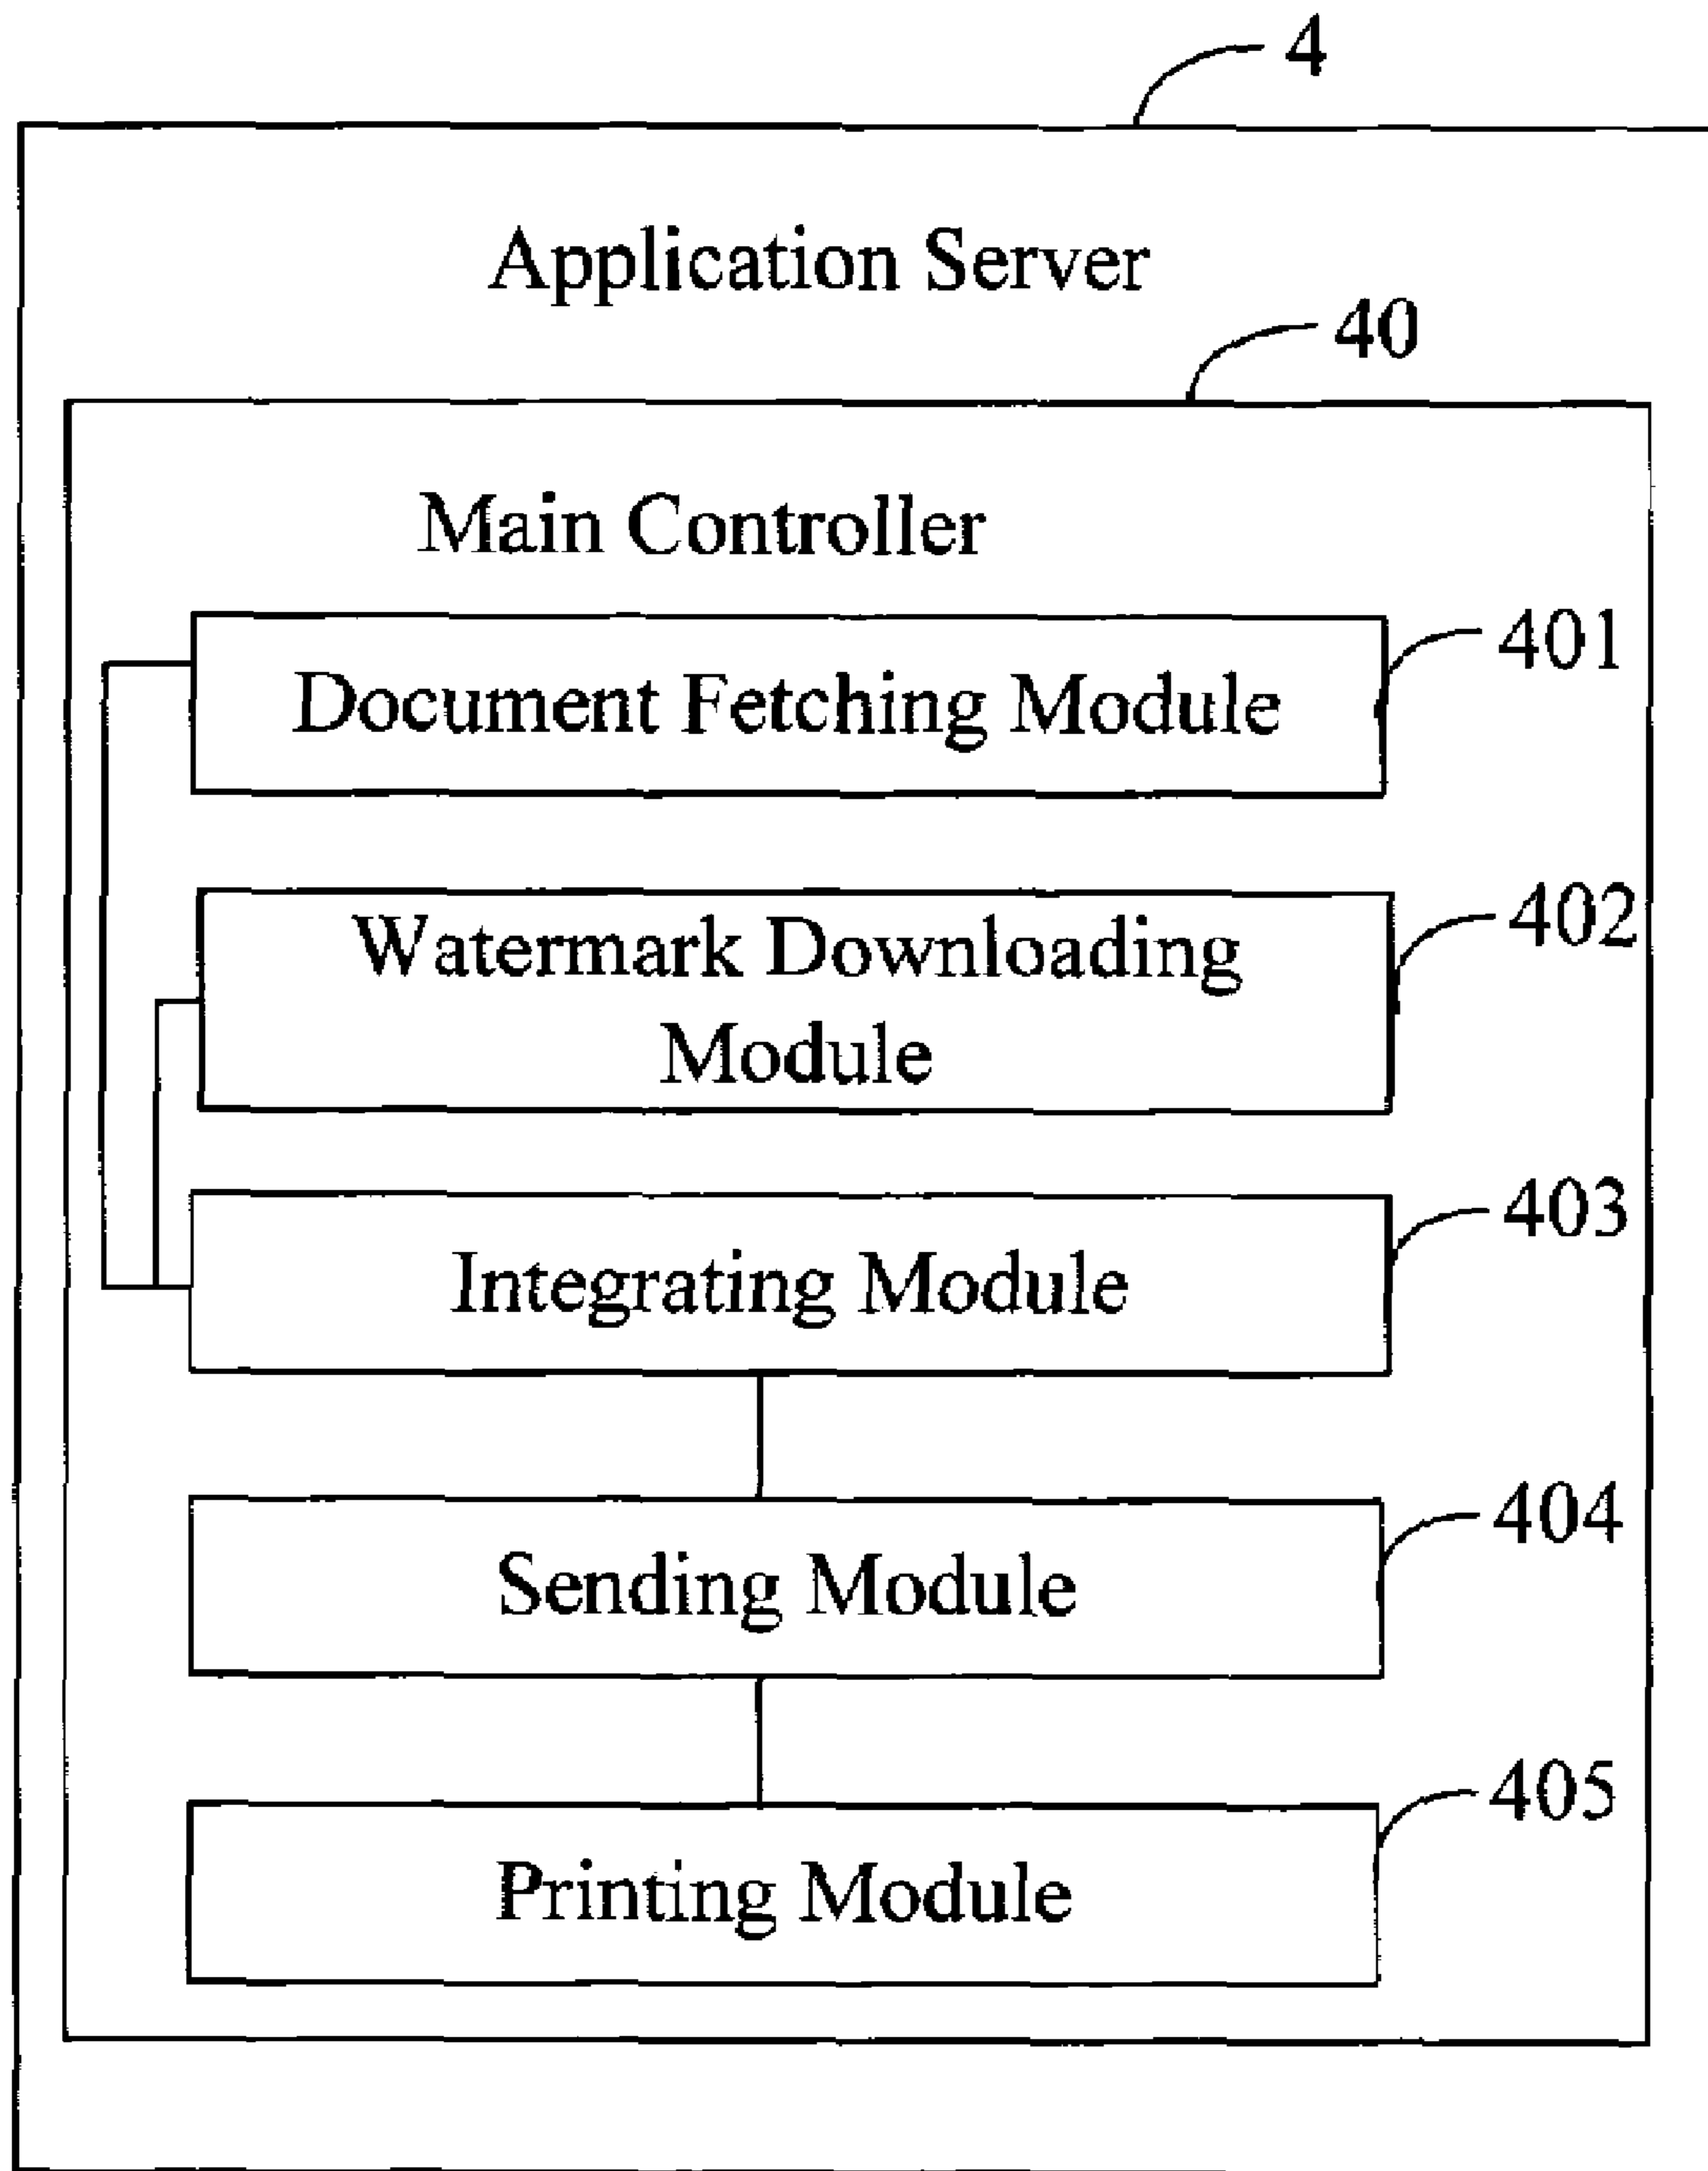 4
Application Server
40
Main Controller
401
Document Fetching Module
402
Watermark Downloading
Module
403
Integrating Module
404
Sending Module
405
Printing Module